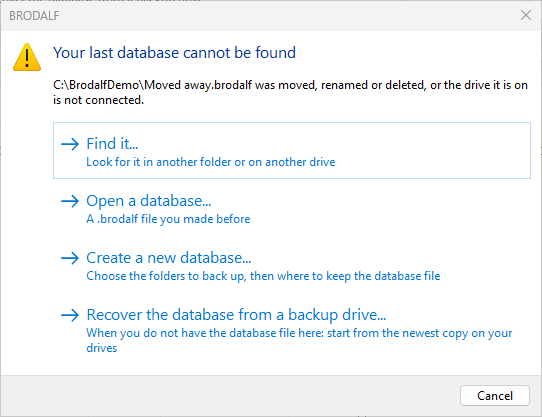 BRODALF
Your last database cannot be found
C:\BrodalfDemo\Moved away.brodalf was moved, renamed or deleted, or the drive it is on
is not connected.
Find it...
Look for it in another folder or on another drive
Open a database...
A .brodalf file you made before
Create a new database...
Choose the folders to back up, then where to keep the database file
Recover the database from a backup drive...
When you do not have the database file here: start from the newest copy on your
drives
Cancel